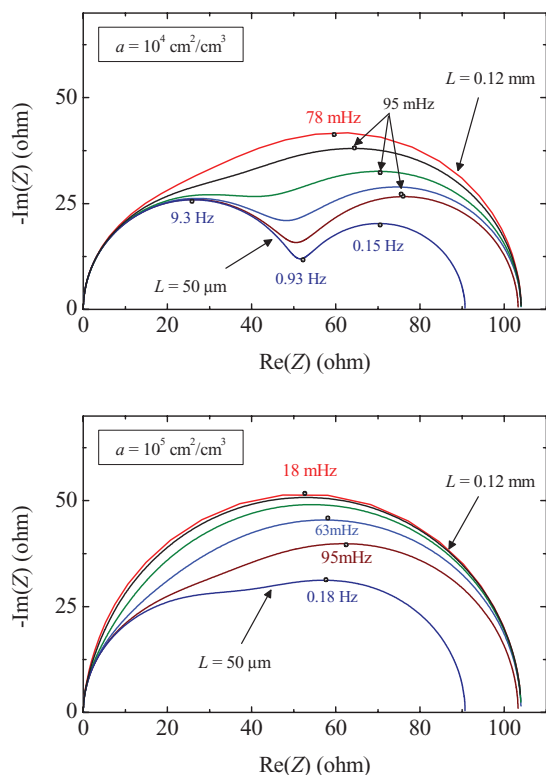 a = 10⁴ cm²/cm³
L = 0.12 mm
95 mHz
78 mHz
9.3 Hz
0.15 Hz
L = 50 µm
0.93 Hz
-Im(Z) (ohm)
50
25
0
0 20 40 60 80 100
Re(Z) (ohm)
a = 10⁵ cm²/cm³
18 mHz
L = 0.12 mm
63mHz
95mHz
0.18 Hz
L = 50 µm
-Im(Z) (ohm)
50
25
0
0 20 40 60 80 100
Re(Z) (ohm)